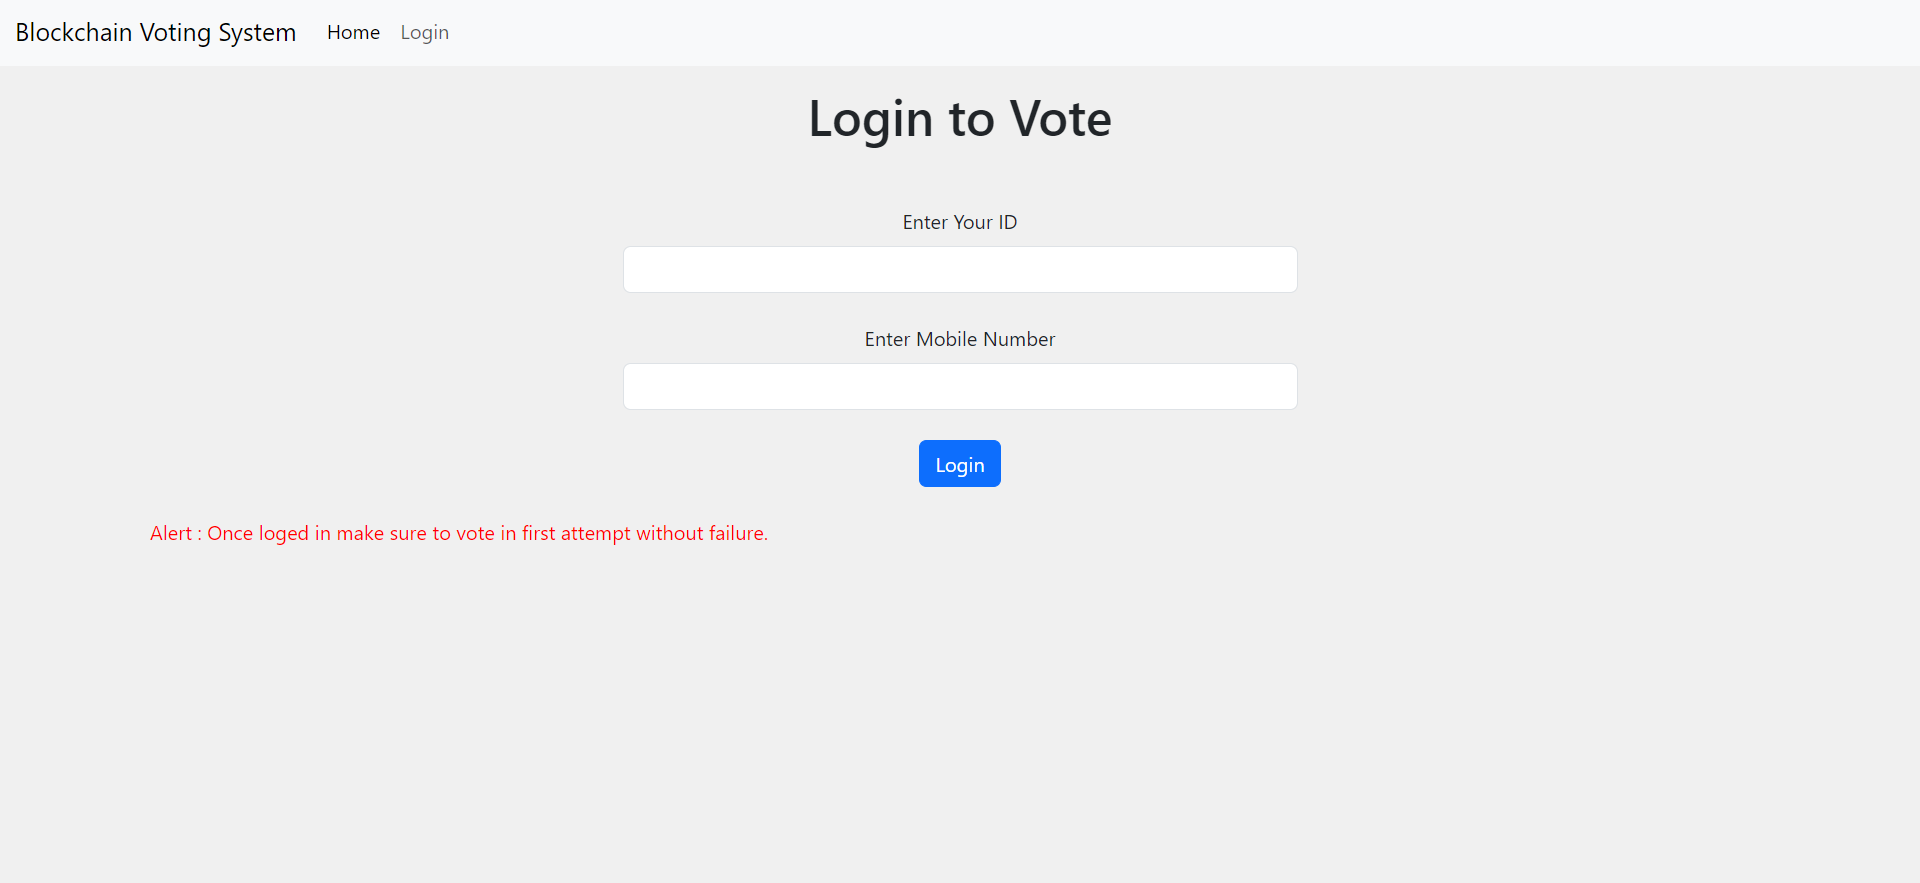 Blockchain Voting System Home Login
Login to Vote
Enter Your ID
Enter Mobile Number
Login
Alert : Once loged in make sure to vote in first attempt without failure.